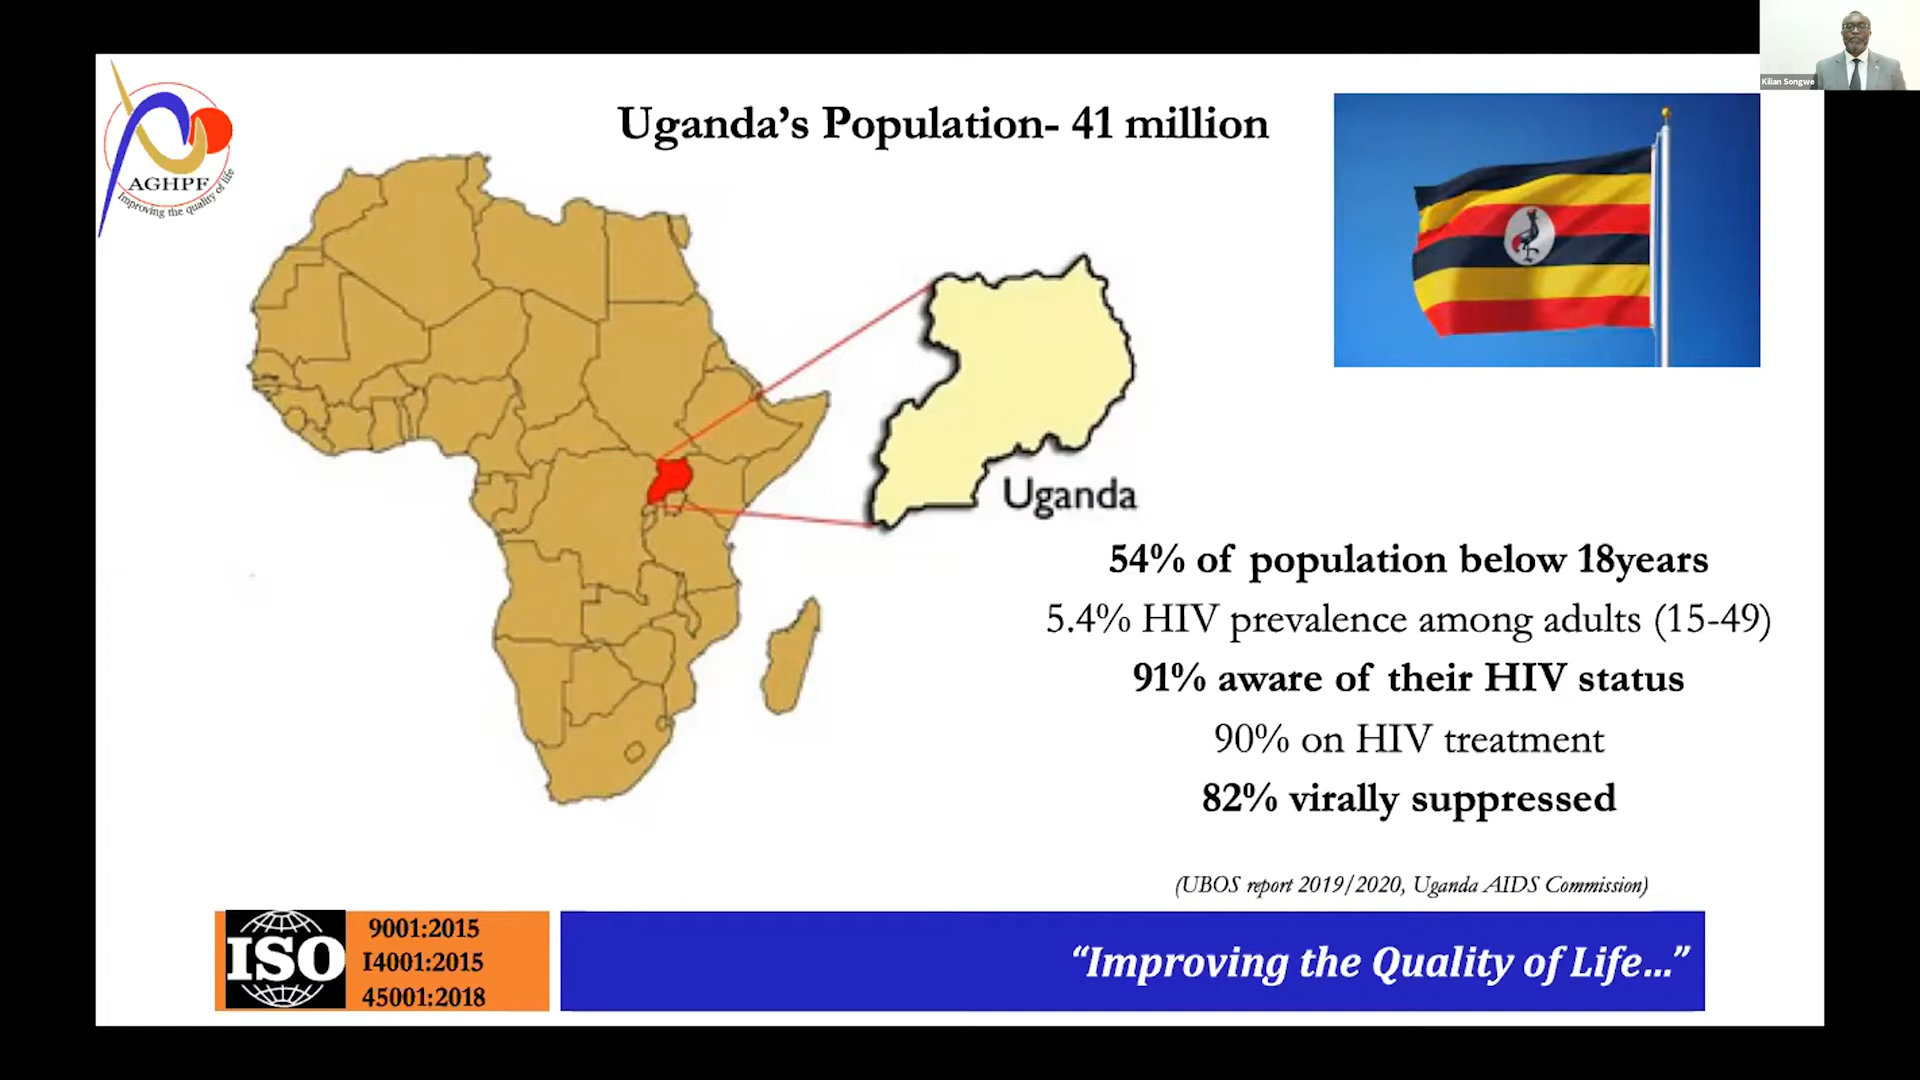 Kilian Songwe
AGHPF
Improving the quality of life
Uganda’s Population- 41 million
Uganda
54% of population below 18years
5.4% HIV prevalence among adults (15-49)
91% aware of their HIV status
90% on HIV treatment
82% virally suppressed
(UBOS report 2019/2020, Uganda AIDS Commission)
ISO
9001:2015
I4001:2015
45001:2018
“Improving the Quality of Life...”